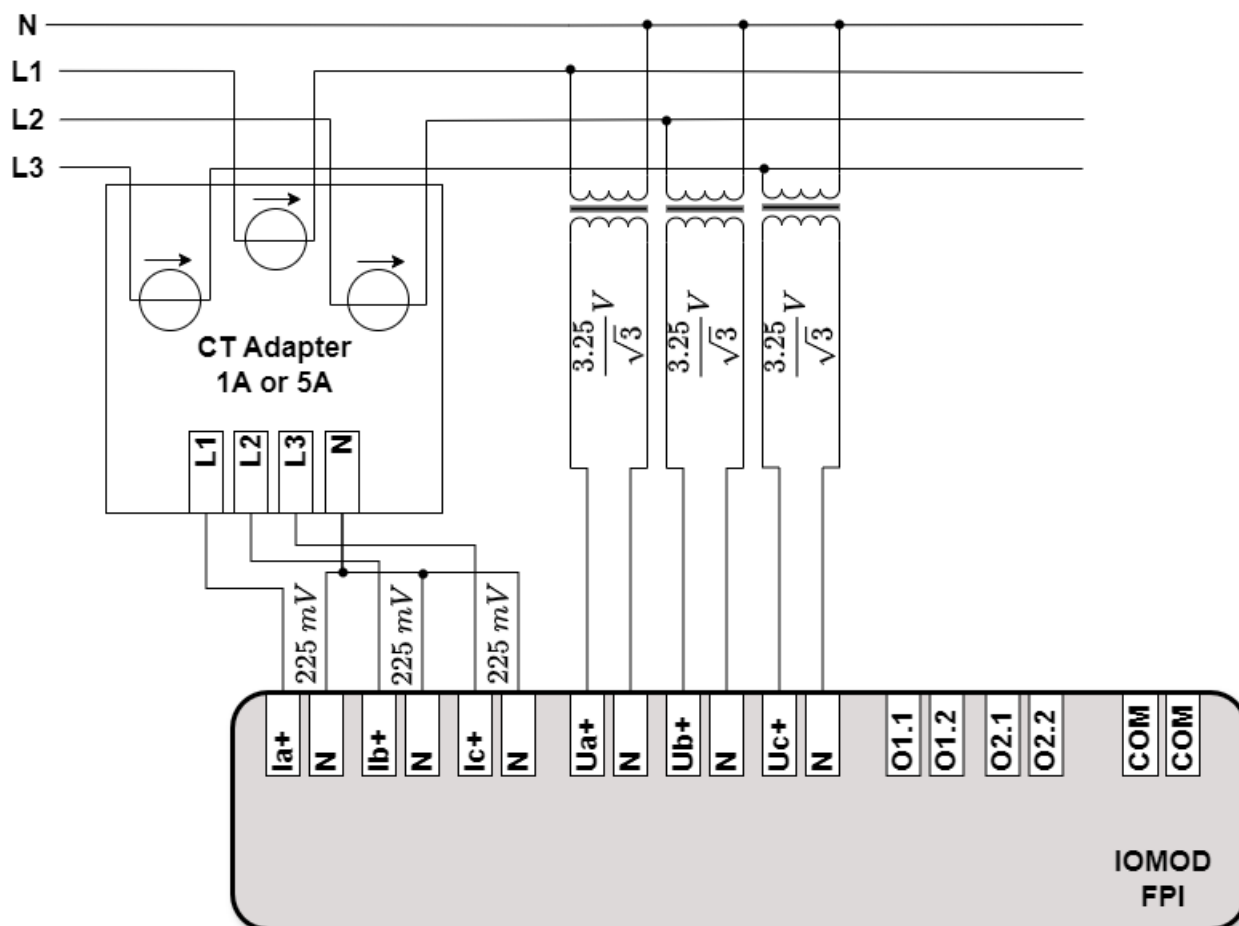 N
L1
L2
L3
CT Adapter
1A or 5A
L1
L2
L3
N
3.25/√3 V
3.25/√3 V
3.25/√3 V
225 mV
225 mV
225 mV
Ia+
N
Ib+
N
Ic+
N
Ua+
N
Ub+
N
Uc+
N
O1.1
O1.2
O2.1
O2.2
COM
COM
IOMOD
FPI